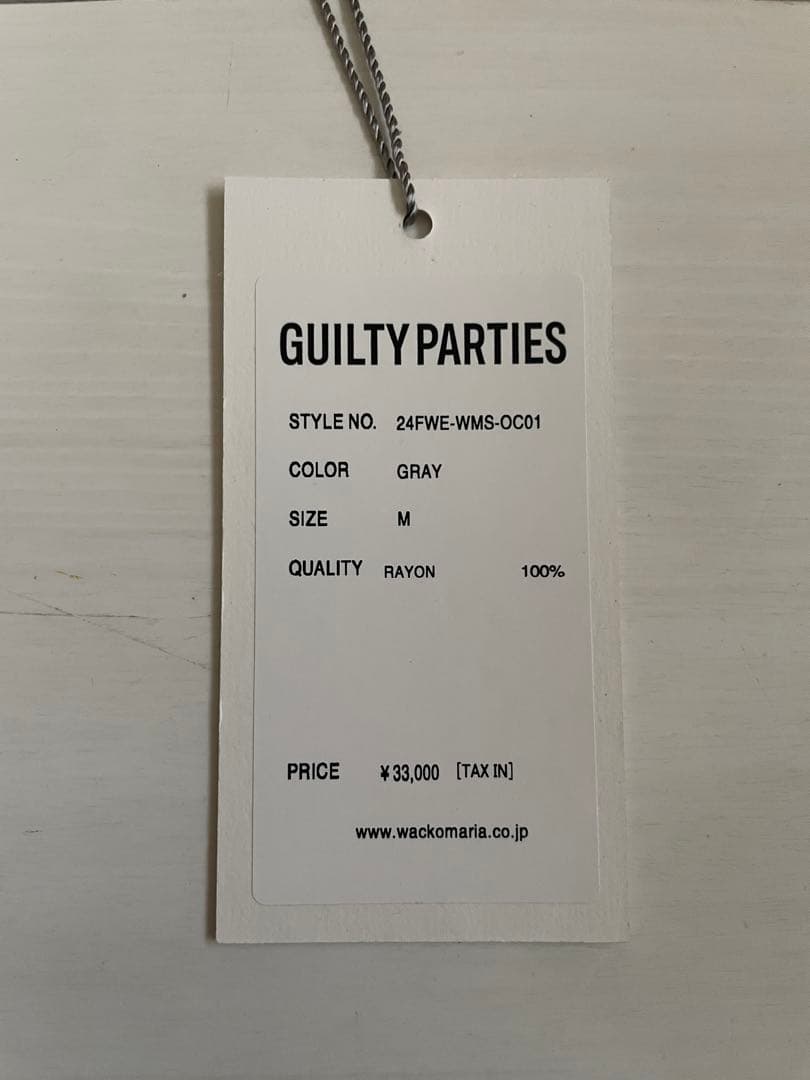 GUILTY PARTIES
STYLE NO. 24FWE-WMS-OC01
COLOR GRAY
SIZE M
QUALITY RAYON 100%
PRICE ¥33,000 [TAX IN]
www.wackomaria.co.jp